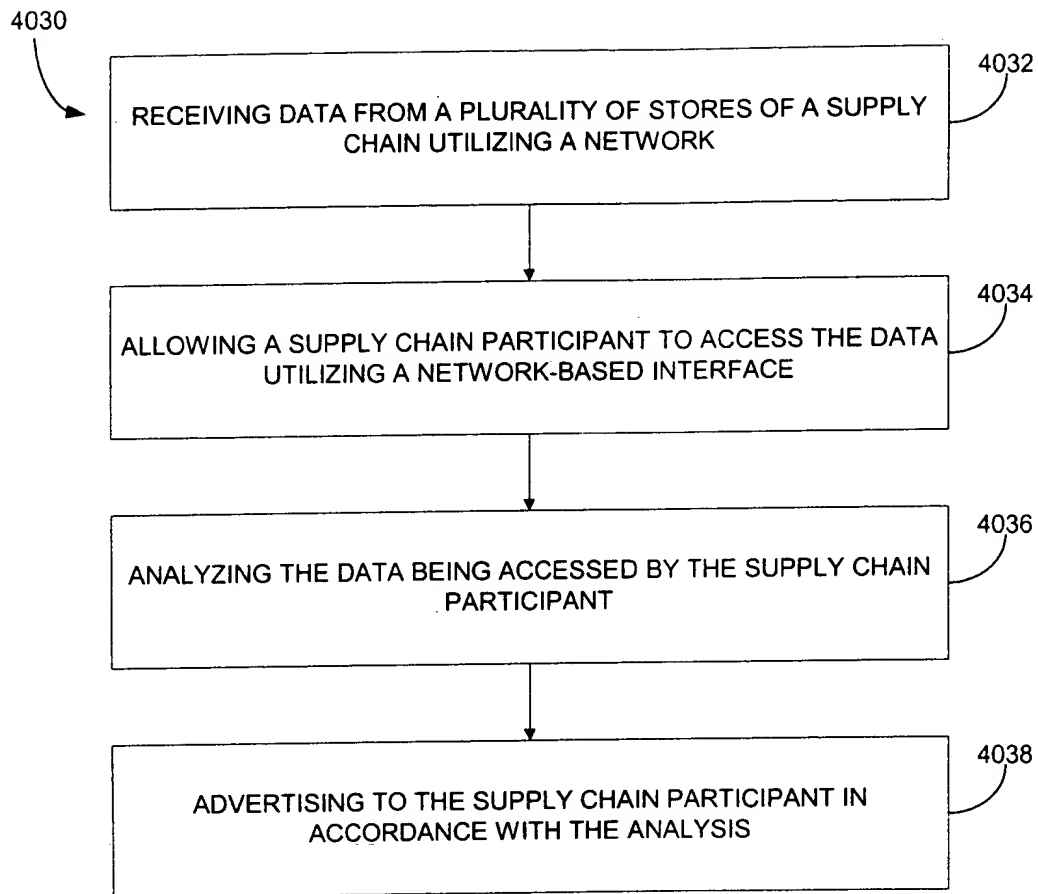 4030
4032
RECEIVING DATA FROM A PLURALITY OF STORES OF A SUPPLY
CHAIN UTILIZING A NETWORK
4034
ALLOWING A SUPPLY CHAIN PARTICIPANT TO ACCESS THE DATA
UTILIZING A NETWORK-BASED INTERFACE
4036
ANALYZING THE DATA BEING ACCESSED BY THE SUPPLY CHAIN
PARTICIPANT
4038
ADVERTISING TO THE SUPPLY CHAIN PARTICIPANT IN
ACCORDANCE WITH THE ANALYSIS